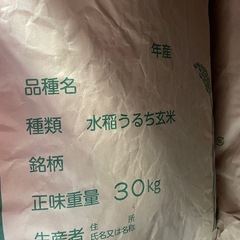 年産
品種名
種類 水稲うるち玄米
銘柄
正味重量 30kg
生産者 住所
氏名又は名称